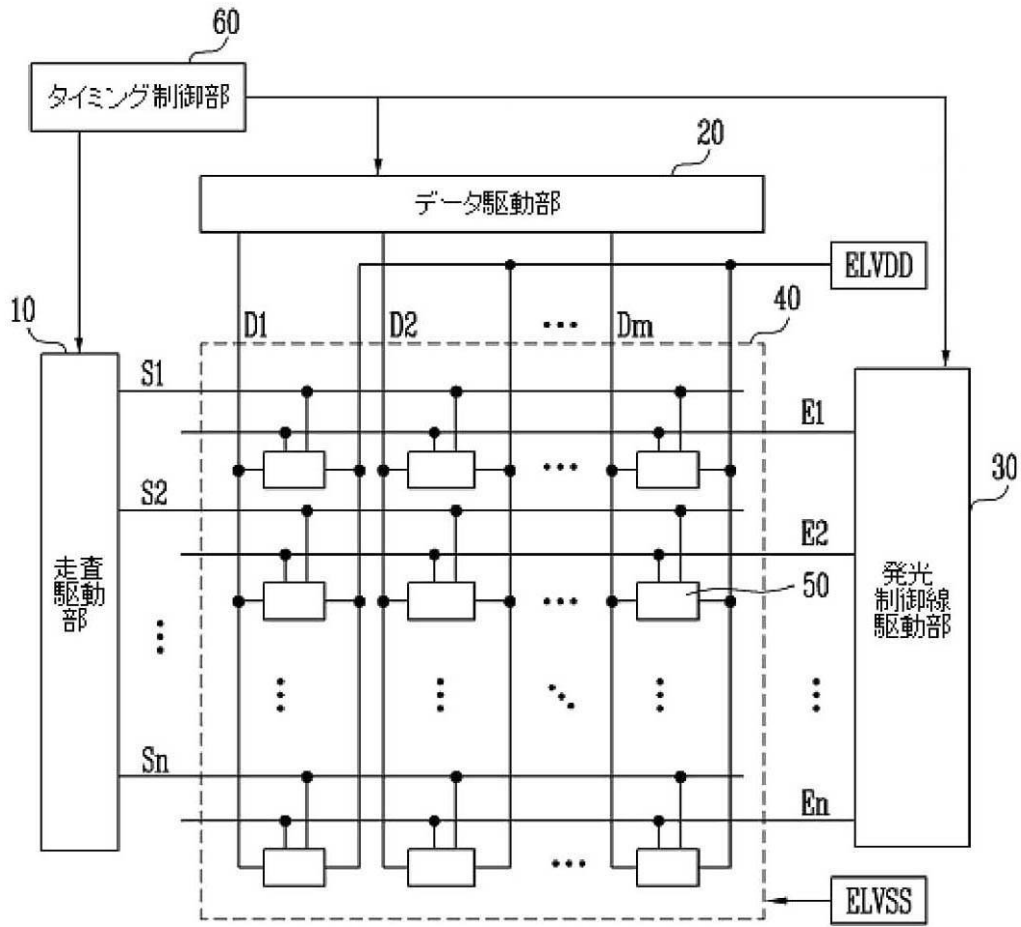 60
タイミング制御部
20
データ駆動部
ELVDD
10
D1
D2
Dm
40
S1
E1
30
S2
E2
走査
駆動
部
50
発光
制御線
駆動部
Sn
En
ELVSS